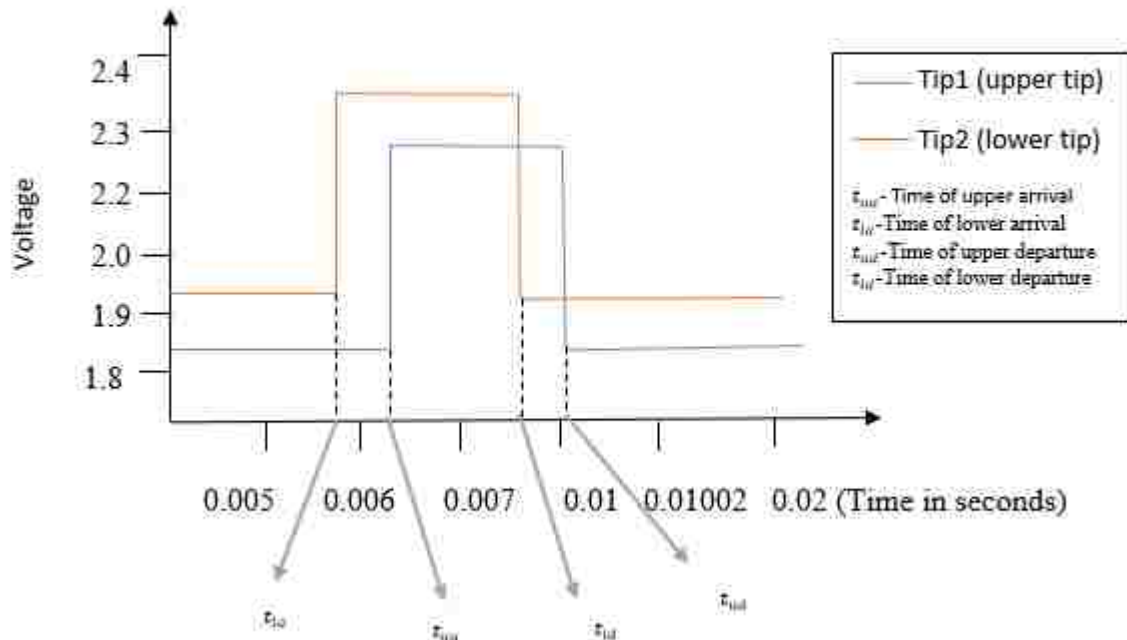 2.4
2.3
2.2
2.0
1.9
1.8
Voltage
Tip1 (upper tip)
Tip2 (lower tip)
- Time of upper arrival
-Time of lower arrival
-Time of upper departure
-Time of lower departure
0.005 0.006 0.007 0.01 0.01002 0.02 (Time in seconds)